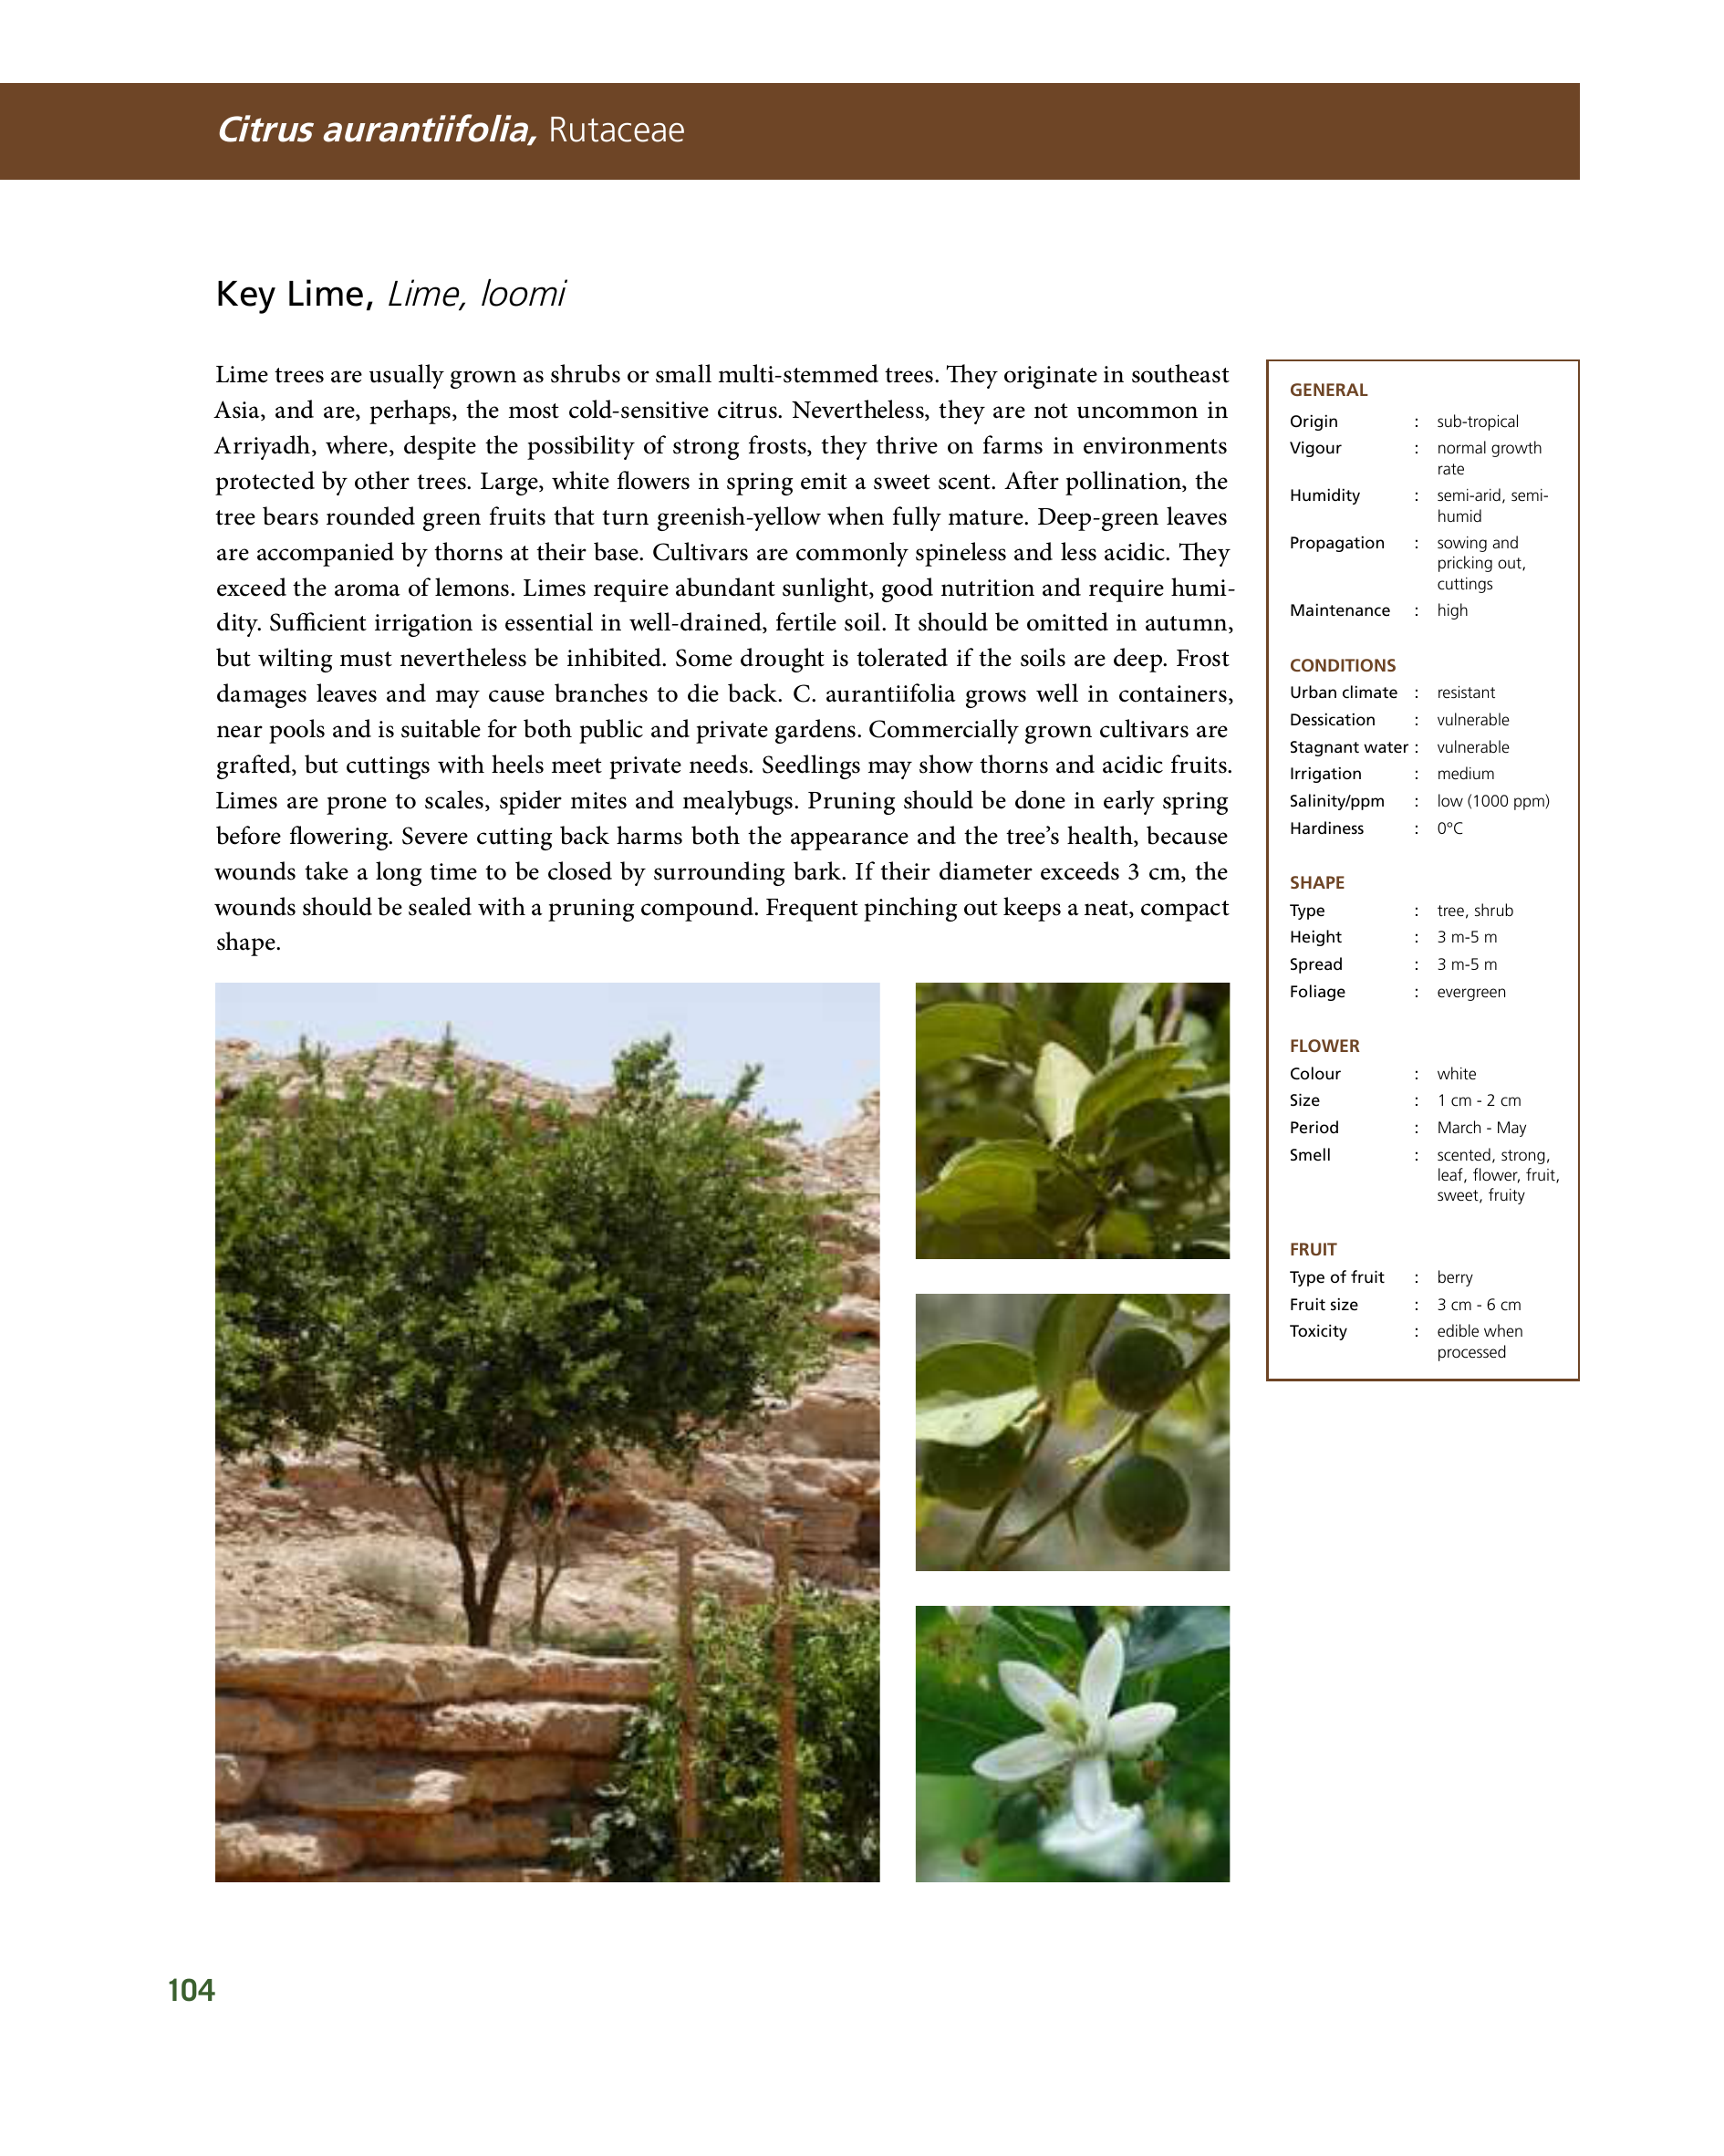 Citrus aurantiifolia, Rutaceae
Key Lime, Lime, loomi
Lime trees are usually grown as shrubs or small multi-stemmed trees. They originate in southeast
Asia, and are, perhaps, the most cold-sensitive citrus. Nevertheless, they are not uncommon in
Arriyadh, where, despite the possibility of strong frosts, they thrive on farms in environments
protected by other trees. Large, white flowers in spring emit a sweet scent. After pollination, the
tree bears rounded green fruits that turn greenish-yellow when fully mature. Deep-green leaves
are accompanied by thorns at their base. Cultivars are commonly spineless and less acidic. They
exceed the aroma of lemons. Limes require abundant sunlight, good nutrition and require humi-
dity. Sufficient irrigation is essential in well-drained, fertile soil. It should be omitted in autumn,
but wilting must nevertheless be inhibited. Some drought is tolerated if the soils are deep. Frost
damages leaves and may cause branches to die back. C. aurantiifolia grows well in containers,
near pools and is suitable for both public and private gardens. Commercially grown cultivars are
grafted, but cuttings with heels meet private needs. Seedlings may show thorns and acidic fruits.
Limes are prone to scales, spider mites and mealybugs. Pruning should be done in early spring
before flowering. Severe cutting back harms both the appearance and the tree's health, because
wounds take a long time to be closed by surrounding bark. If their diameter exceeds 3 cm, the
wounds should be sealed with a pruning compound. Frequent pinching out keeps a neat, compact
shape.
GENERAL
Origin : sub-tropical
Vigour : normal growth
rate
Humidity : semi-arid, semi-
humid
Propagation : sowing and
pricking out,
cuttings
Maintenance : high
CONDITIONS
Urban climate : resistant
Dessication : vulnerable
Stagnant water : vulnerable
Irrigation : medium
Salinity/ppm : low (1000 ppm)
Hardiness : 0°C
SHAPE
Type : tree, shrub
Height : 3 m-5 m
Spread : 3 m-5 m
Foliage : evergreen
FLOWER
Colour : white
Size : 1 cm - 2 cm
Period : March - May
Smell : scented, strong,
leaf, flower, fruit,
sweet, fruity
FRUIT
Type of fruit : berry
Fruit size : 3 cm - 6 cm
Toxicity : edible when
processed
104